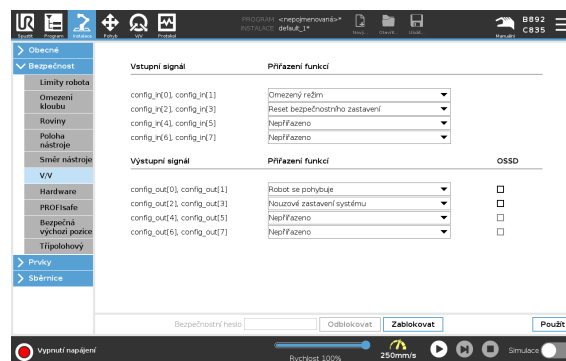 PROGRAM <nepojmenovaná>*
INSTALACE default_1*
Spustit Program Instalace Pohyb V/V Protokol Nový... Otevřít... Uložit... Manuální
B892
C835
Obecné
Bezpečnost
Limity robota
Omezení kloubu
Roviny
Poloha nástroje
Směr nástroje
V/V
Hardware
PROFIsafe
Bezpečná výchozí pozice
Třípolohový
Prvky
Sběrnice
Vstupní signál Přiřazení funkcí
config_in[0], config_in[1] Omezený režim
config_in[2], config_in[3] Reset bezpečnostního zastavení
config_in[4], config_in[5] Nepřiřazeno
config_in[6], config_in[7] Nepřiřazeno
Výstupní signál Přiřazení funkcí OSSD
config_out[0], config_out[1] Robot se pohybuje
config_out[2], config_out[3] Nouzové zastavení systému
config_out[4], config_out[5] Nepřiřazeno
config_out[6], config_out[7] Nepřiřazeno
Bezpečnostní heslo Odblokovat Zablokovat Použít
Vypnutí napájení
Rychlost 100%
250mm/s
Simulace